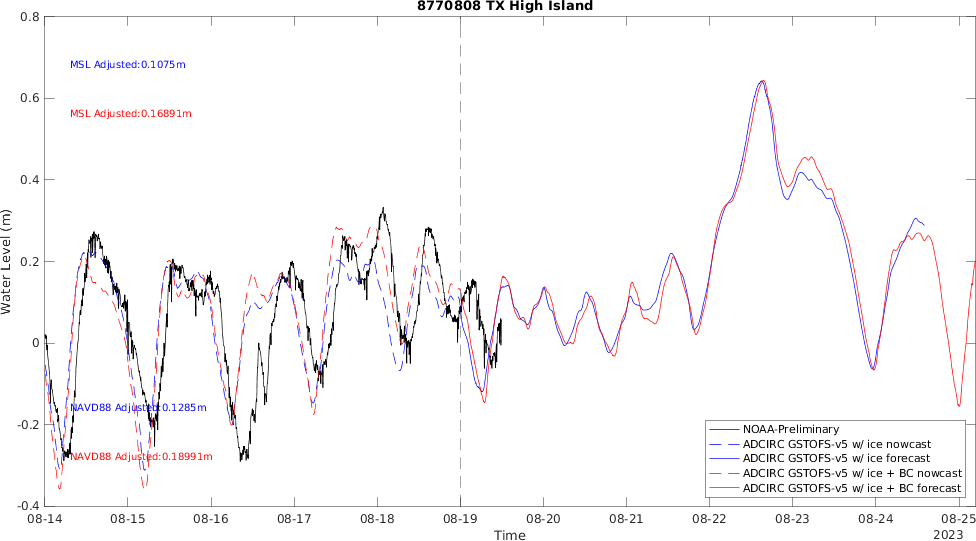 8770808 TX High Island
0.8
0.6
0.4
0.2
0
-0.2
-0.4
Water Level (m)
MSL Adjusted:0.1075m
MSL Adjusted:0.16891m
NAVD88 Adjusted:0.1285m
NAVD88 Adjusted:0.18991m
NOAA-Preliminary
ADCIRC GSTOFS-v5 w/ ice nowcast
ADCIRC GSTOFS-v5 w/ ice forecast
ADCIRC GSTOFS-v5 w/ ice + BC nowcast
ADCIRC GSTOFS-v5 w/ ice + BC forecast
08-14 08-15 08-16 08-17 08-18 08-19 08-20 08-21 08-22 08-23 08-24 08-25
Time
2023